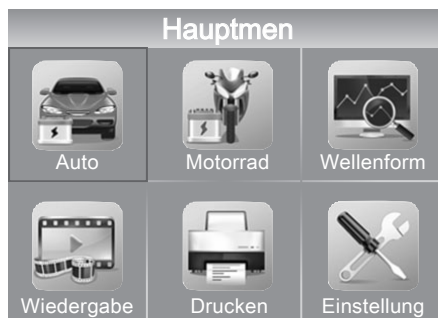 Hauptmen
Auto Motorrad Wellenform
Wiedergabe Drucken Einstellung